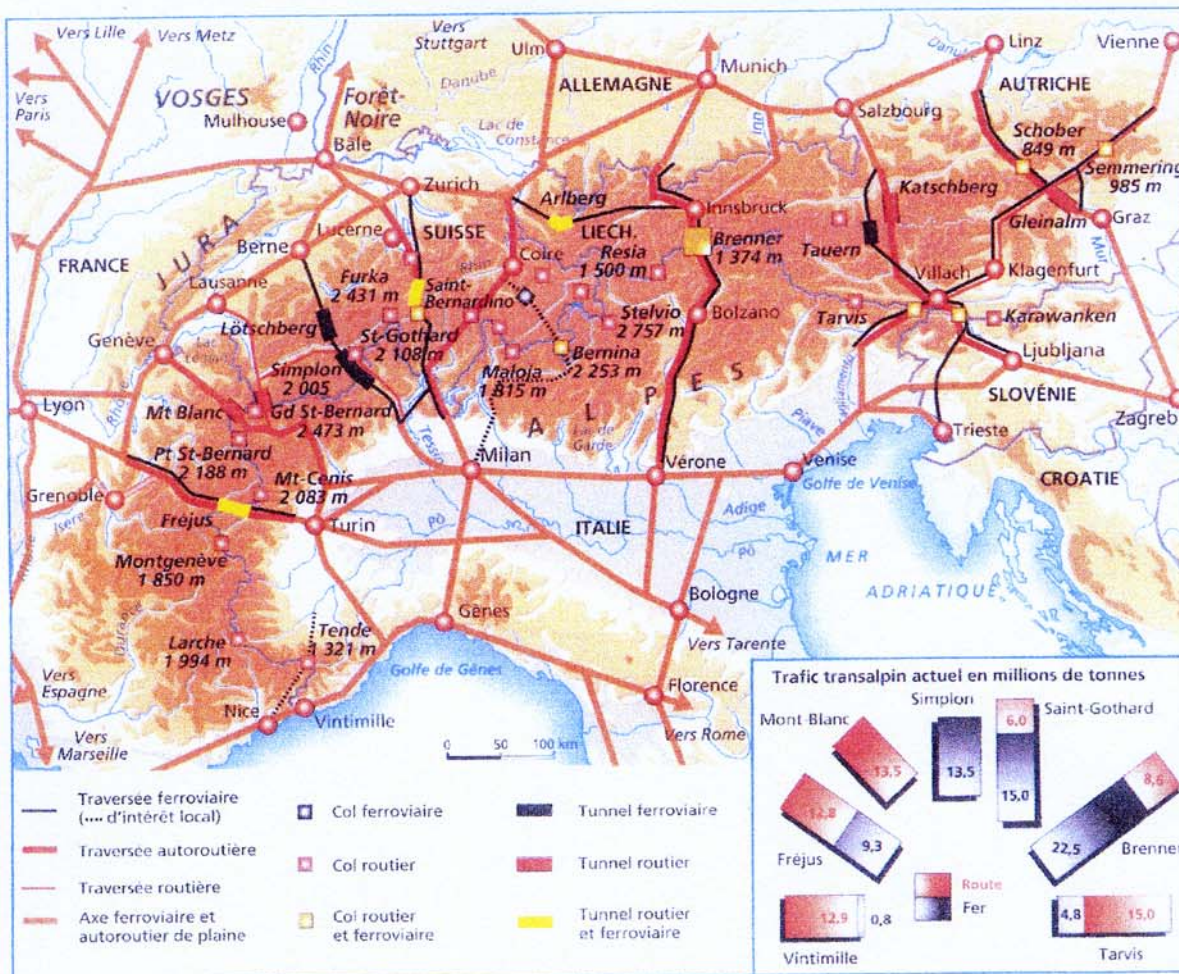 Vers Lille
Vers Metz
Vers
Stuttgart
Ulm
Danube
Linz
Vienne
Rhin
Munich
ALLEMAGNE
Danube
AUTRICHE
Vers
Paris
VOSGES
Mulhouse
Forêt-
Noire
Salzbourg
Schober
849 m
Lac de
Constance
Inn
Bâle
Semmering
985 m
Zurich
Arlberg
Katschberg
Innsbruck
Gleinalm
Graz
JURA
Lucerne
SUISSE
LIECH.
Brenner
1 374 m
Tauern
Mur
Berne
Coire
Resia
1 500 m
FRANCE
Furka
2 431 m
Rhin
Villach
Klagenfurt
Lausanne
Saint-
Bernardino
Stelvio
2 757 m
Bolzano
Tarvis
Karawanken
Lötschberg
St-Gothard
2 108 m
Bernina
2 253 m
Ljubljana
Genève
Lac
Léman
Simplon
2 005
Maloja
1 815 m
Tagliamento
SLOVÉNIE
Lyon
Rhône
Mt Blanc
Gd St-Bernard
2 473 m
ALPES
Zagreb
Lac de
Garde
Piave
Trieste
Pt St-Bernard
2 188 m
Tessin
Milan
Vérone
Venise
Mt-Cenis
2 083 m
Golfe de Venise
CROATIE
Grenoble
Isère
Fréjus
Turin
Pô
ITALIE
Adige
Rhône
Montgenèvre
1 850 m
Pô
MER
ADRIATIQUE
Durance
Gênes
Bologne
Larche
1 994 m
Tende
1 321 m
Vers Tarente
Golfe de Gênes
Vers
Espagne
Florence
Nice
Vintimille
Vers
Marseille
Vers Rome
0 50 100 km
Traversée ferroviaire
(.... d'intérêt local)
Traversée autoroutière
Traversée routière
Axe ferroviaire et
autoroutier de plaine
Col ferroviaire
Col routier
Col routier
et ferroviaire
Tunnel ferroviaire
Tunnel routier
Tunnel routier
et ferroviaire
Trafic transalpin actuel en millions de tonnes
Mont-Blanc
13,5
Simplon
13,5
Saint-Gothard
6,0
15,0
Fréjus
12,8
9,3
8,6
22,5
Brenner
Route
Fer
12,9
0,8
Vintimille
4,8
15,0
Tarvis